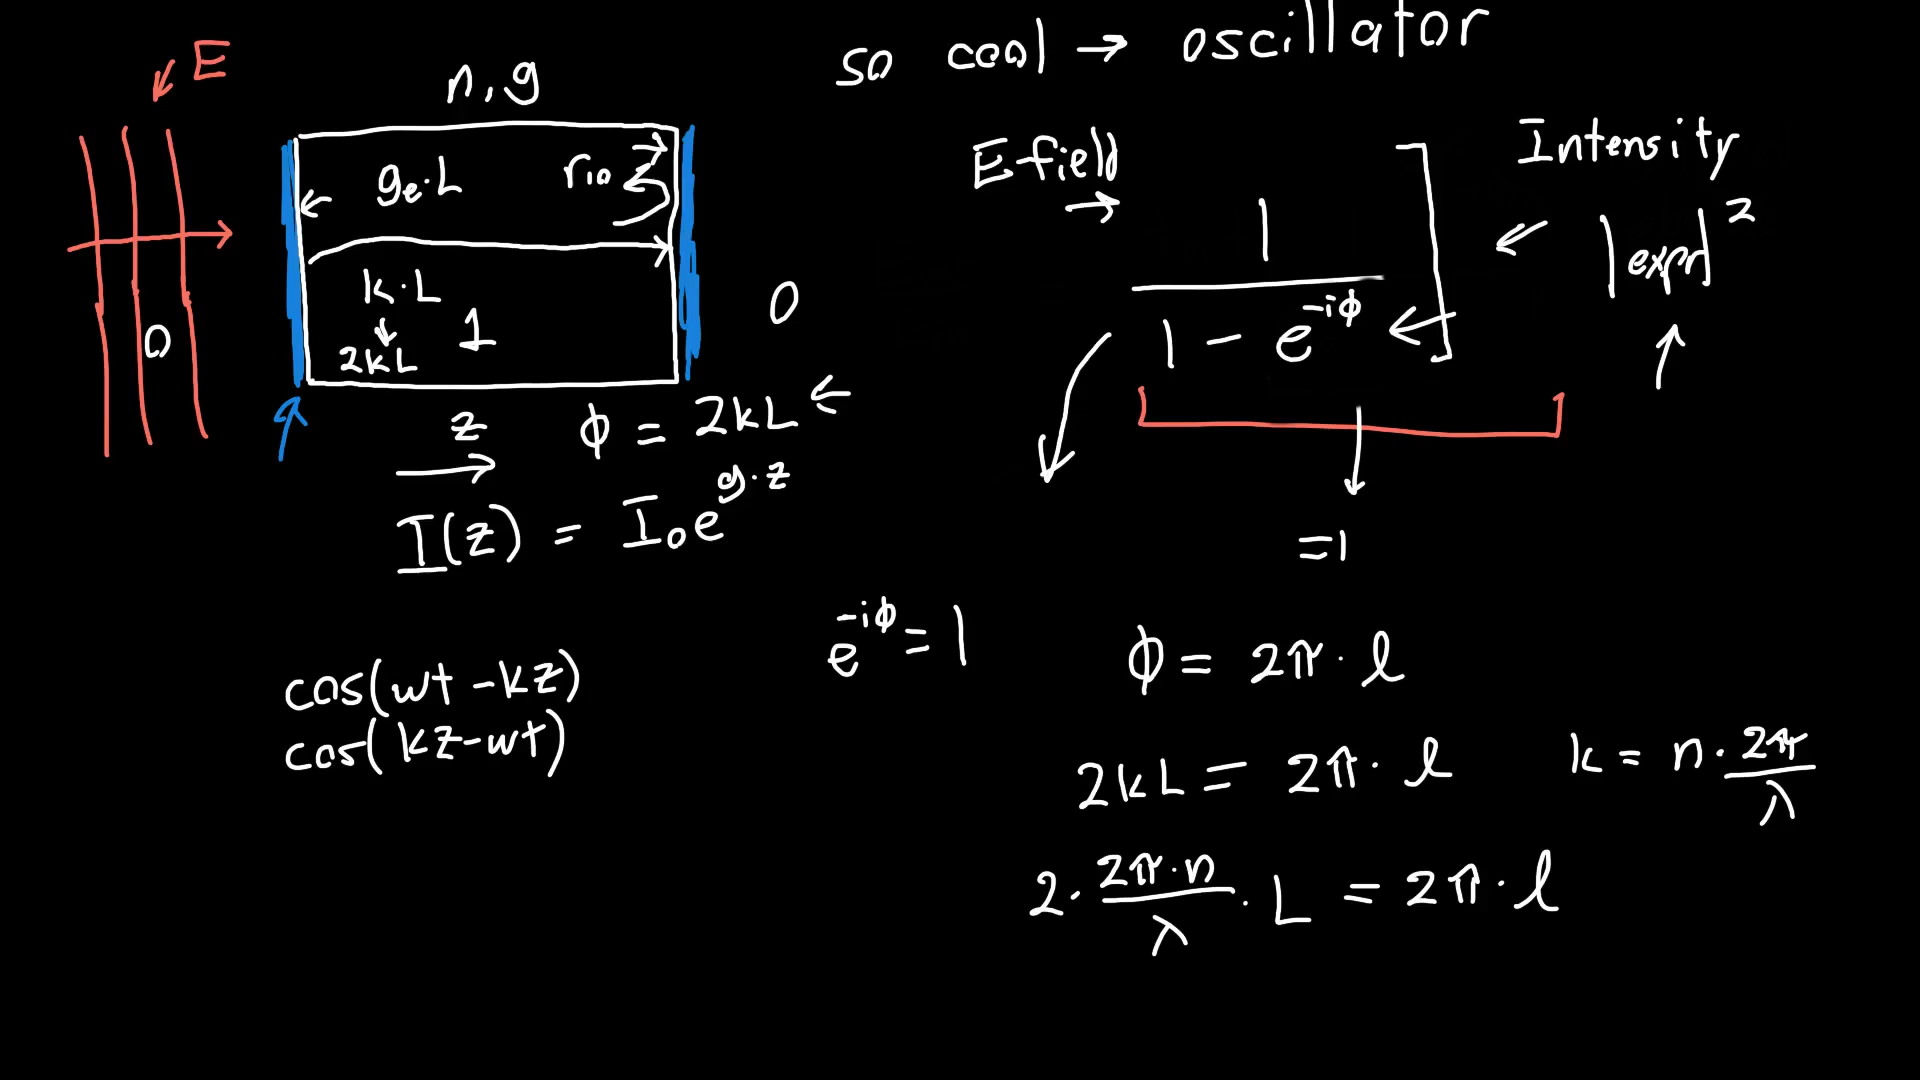 so cool → oscillator
E
n, g
gₑ·L
r₁₀
k·L
2kL
1
0
0
z
ϕ = 2kL
I(z) = I₀e^{g·z}
cos(wt - kz)
cos(kz - wt)
E-field
1
1 - e^{-iϕ}
Intensity
|expr|²
=1
e^{-iϕ} = 1
ϕ = 2π · l
2kL = 2π · l
k = n · 2π/λ
2 · 2π·n/λ · L = 2π · l